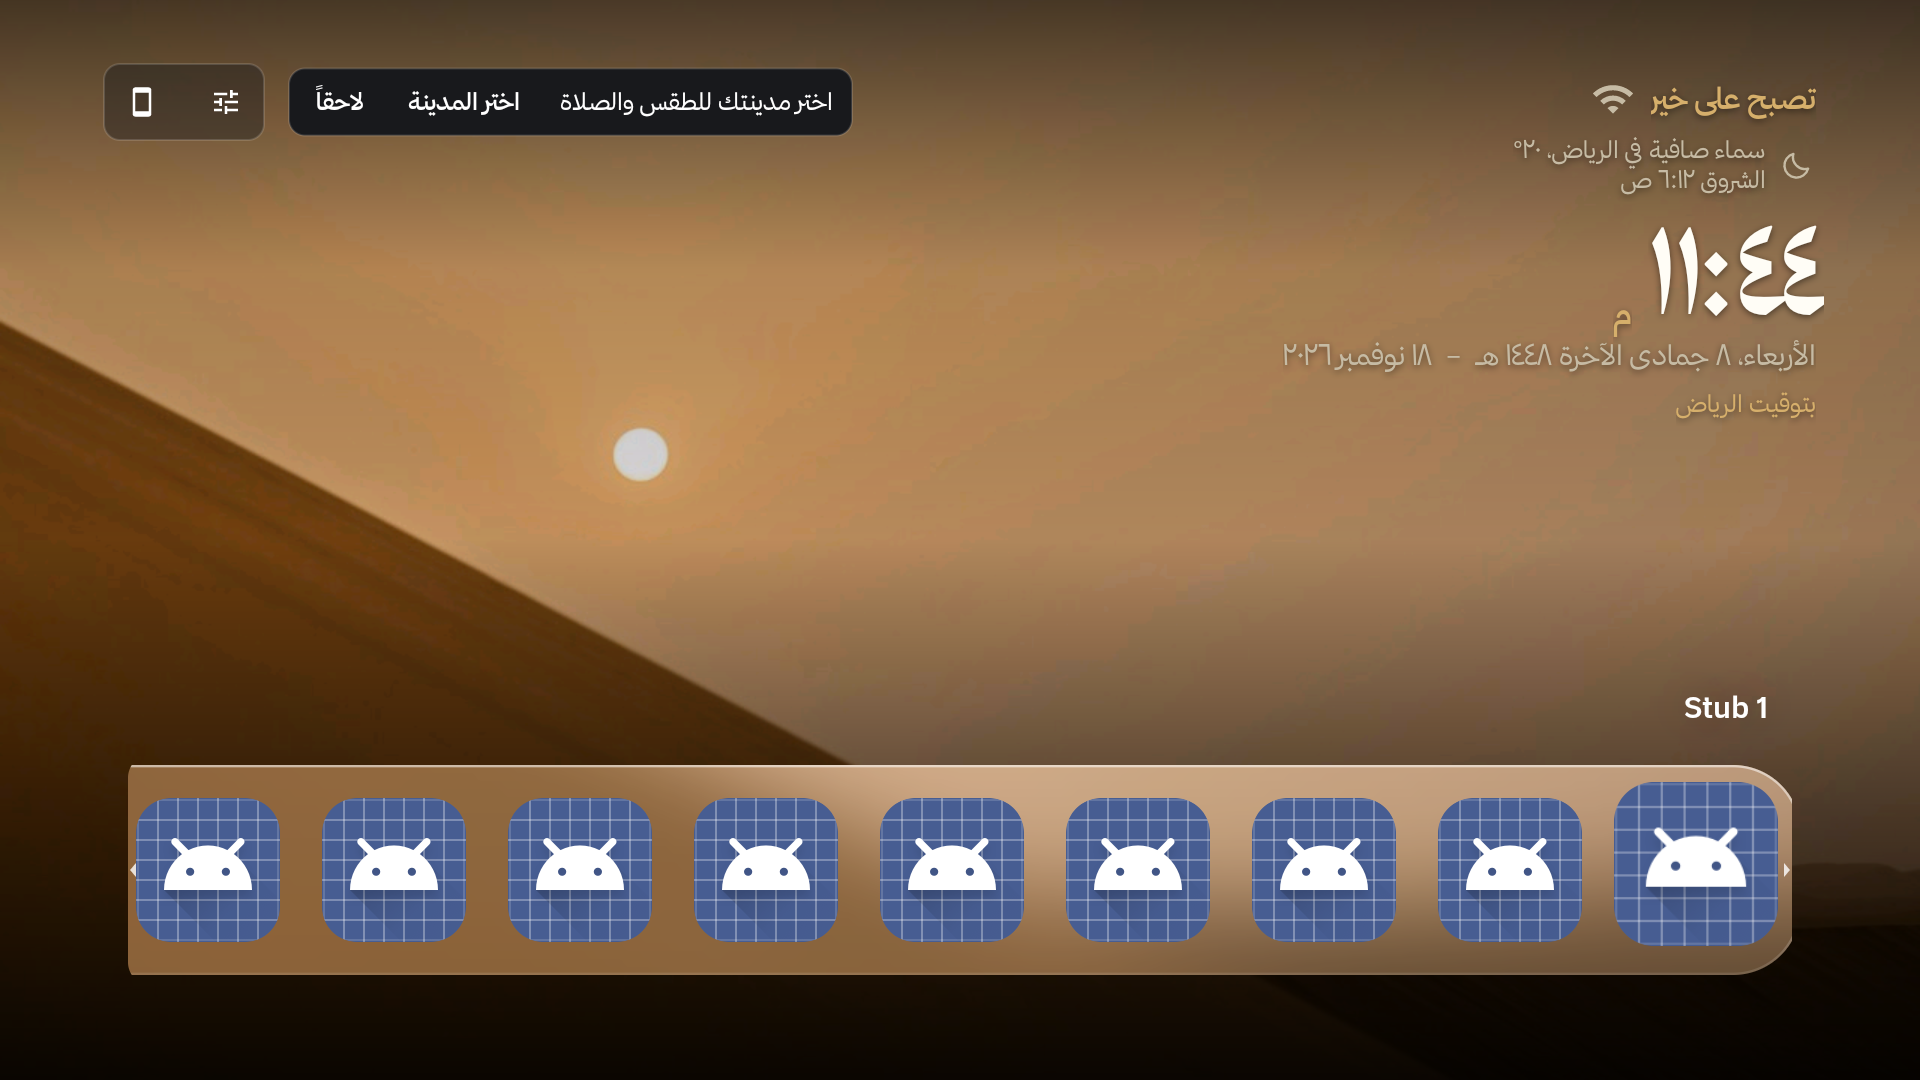 تصبح على خير
سماء صافية في الرياض، ٢٠°
الشروق ٦:١٢ ص
١١:٤٤ م
الأربعاء، ٨ جمادى الآخرة ١٤٤٨ هـ – ١٨ نوفمبر ٢٠٢٦
بتوقيت الرياض
اختر مدينتك للطقس والصلاة اختر المدينة لاحقاً
Stub 1